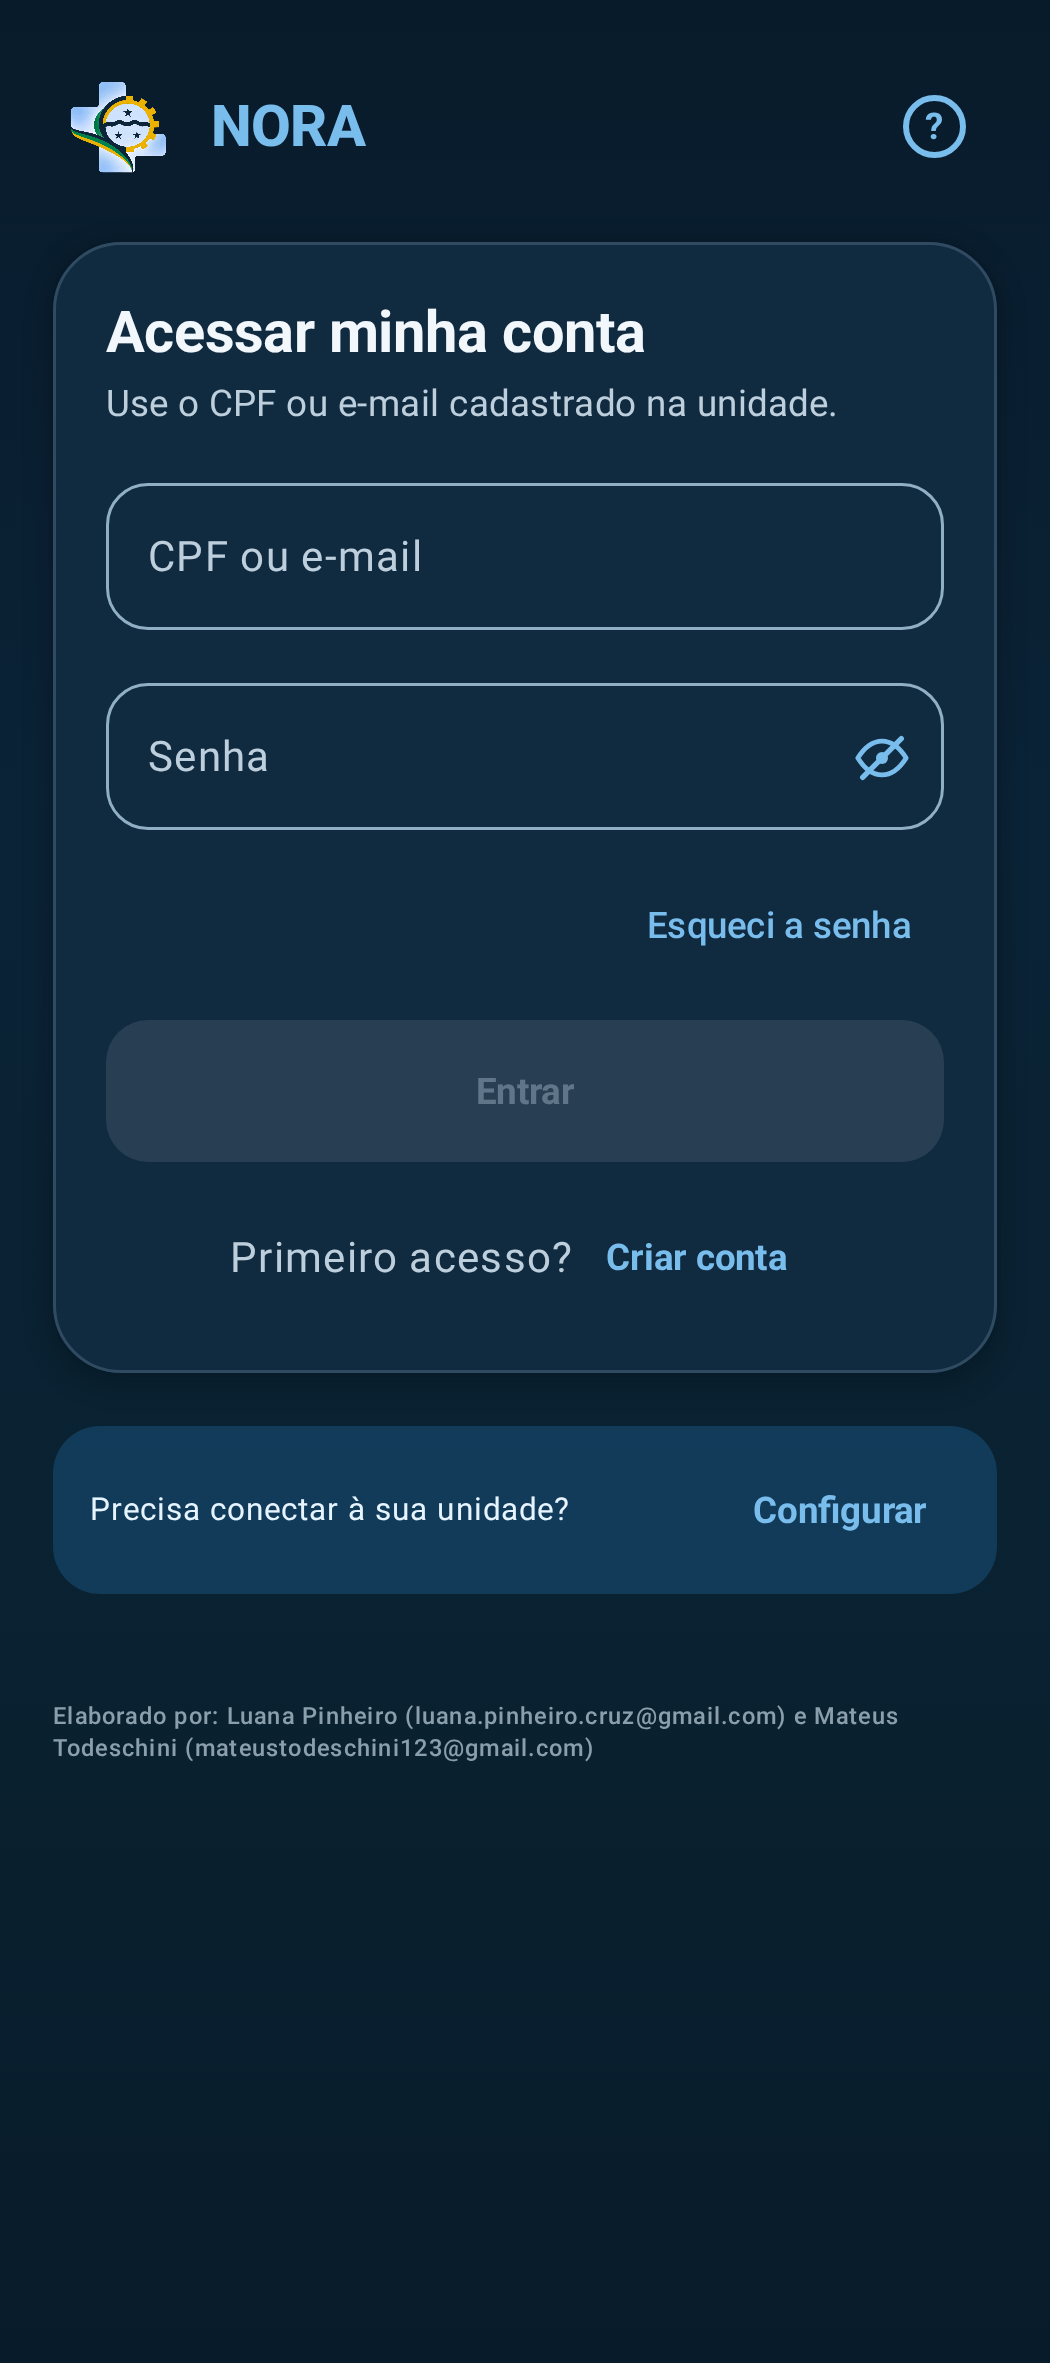 NORA
?
Acessar minha conta
Use o CPF ou e-mail cadastrado na unidade.
CPF ou e-mail
Senha
Esqueci a senha
Entrar
Primeiro acesso? Criar conta
Precisa conectar à sua unidade? Configurar
Elaborado por: Luana Pinheiro (luana.pinheiro.cruz@gmail.com) e Mateus
Todeschini (mateustodeschini123@gmail.com)